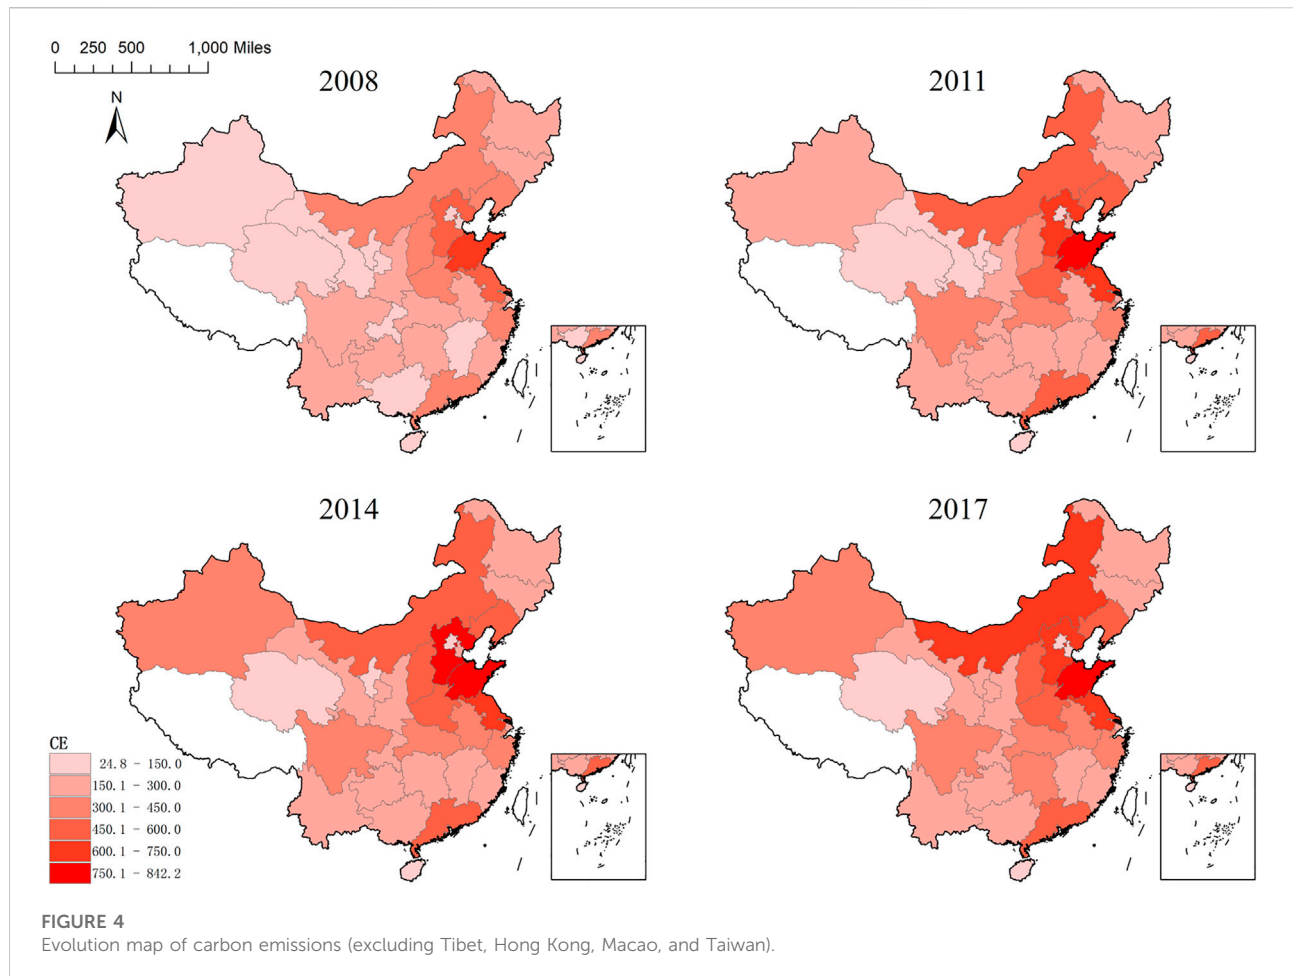 0 250 500 1,000 Miles
N
2008
2011
2014
2017
CE
24.8 - 150.0
150.1 - 300.0
300.1 - 450.0
450.1 - 600.0
600.1 - 750.0
750.1 - 842.2
FIGURE 4
Evolution map of carbon emissions (excluding Tibet, Hong Kong, Macao, and Taiwan).